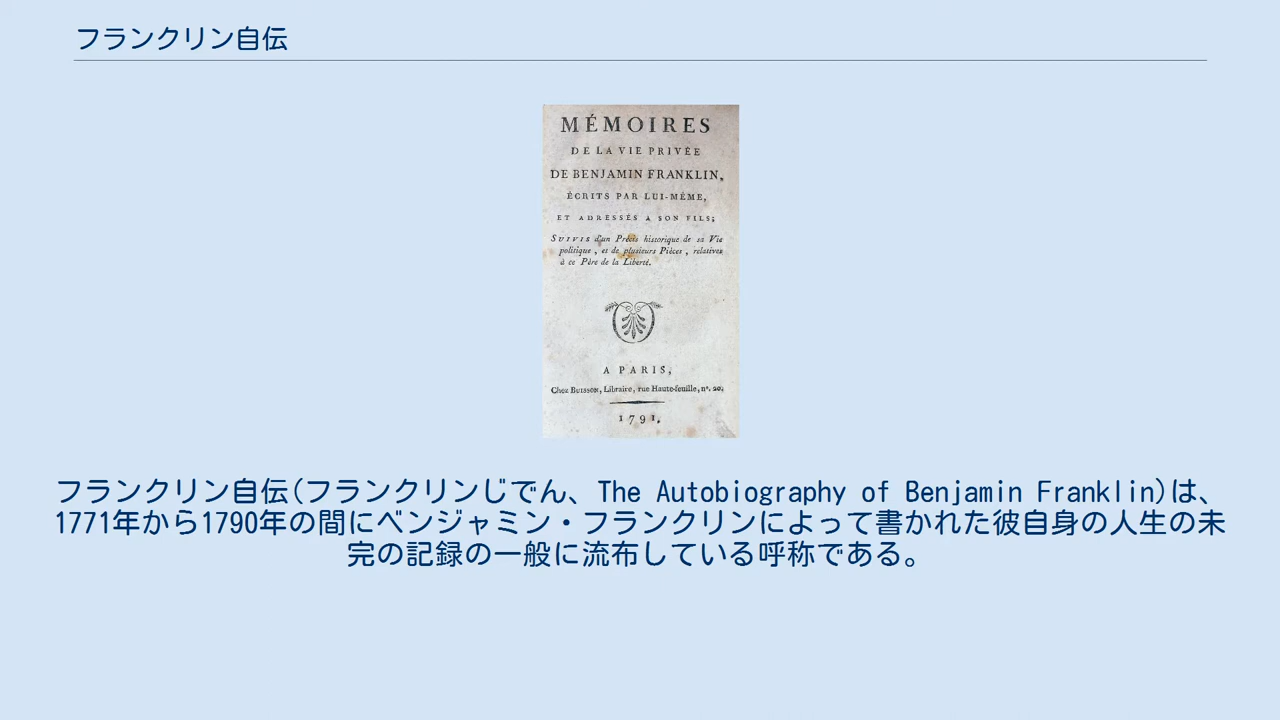 フランクリン自伝
MÉMOIRES
DE LA VIE PRIVÉE
DE BENJAMIN FRANKLIN,
ÉCRITS PAR LUI-MÊME,
ET ADRESSÉS A SON FILS;
Suivis d'un Précis historique de sa Vie
politique, et de plusieurs Pièces, relatives
à ce Père de la Liberté.
A PARIS,
Chez Buisson, Libraire, rue Haute-feuille, n°. 20.
1791.
フランクリン自伝(フランクリンじでん、The Autobiography of Benjamin Franklin)は、
1771年から1790年の間にベンジャミン・フランクリンによって書かれた彼自身の人生の未
完の記録の一般に流布している呼称である。